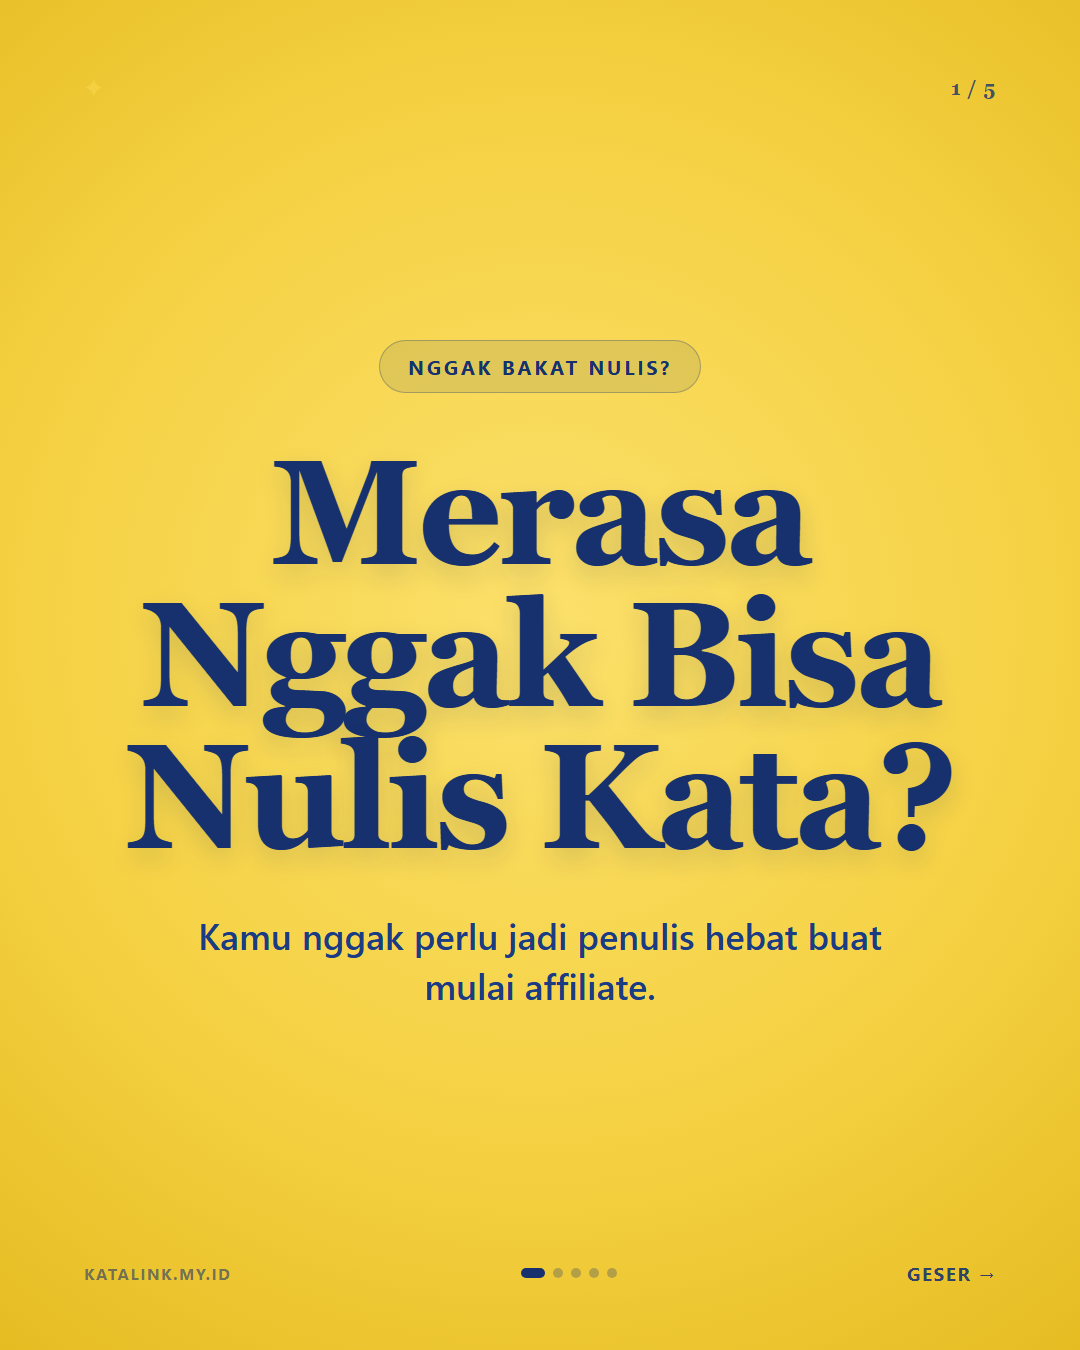 ✦
1 / 5
NGGAK BAKAT NULIS?
Merasa
Nggak Bisa
Nulis Kata?
Kamu nggak perlu jadi penulis hebat buat
mulai affiliate.
KATALINK.MY.ID
GESER →